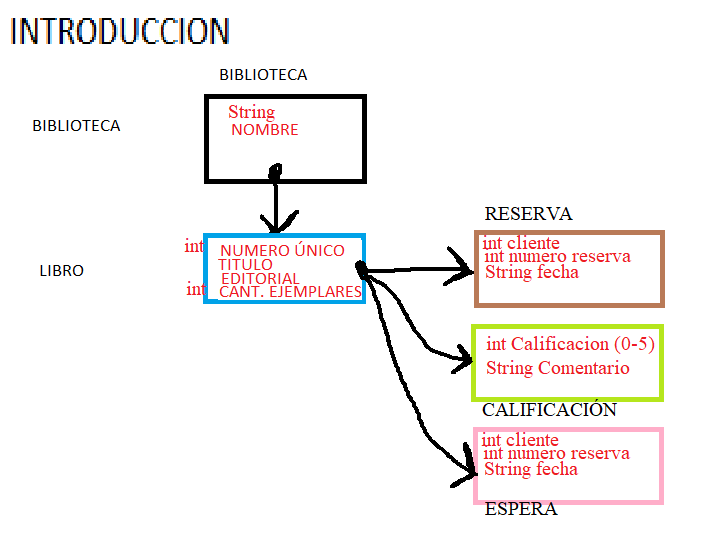 INTRODUCCION
BIBLIOTECA
BIBLIOTECA
String
NOMBRE
LIBRO
int NUMERO ÚNICO
TITULO
EDITORIAL
int CANT. EJEMPLARES
RESERVA
int cliente
int numero reserva
String fecha
int Calificacion (0-5)
String Comentario
CALIFICACIÓN
int cliente
int numero reserva
String fecha
ESPERA